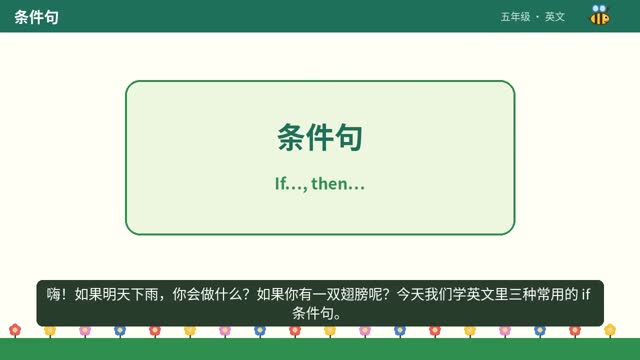 条件句
五年级 · 英文
条件句
If…, then…
嗨！如果明天下雨，你会做什么？如果你有一双翅膀呢？今天我们学英文里三种常用的 if
条件句。